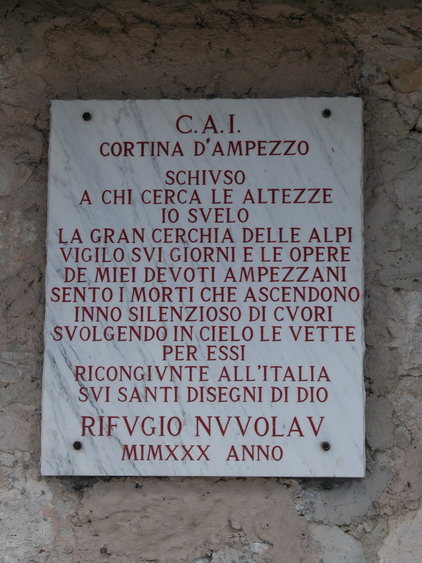 C.A.I.
CORTINA D'AMPEZZO
SCHIVSO
A CHI CERCA LE ALTEZZE
IO SVELO
LA GRAN CERCHIA DELLE ALPI
VIGILO SVI GIORNI E LE OPERE
DE MIEI DEVOTI AMPEZZANI
SENTO I MORTI CHE ASCENDONO
INNO SILENZIOSO DI CVORI
SVOLGENDO IN CIELO LE VETTE
PER ESSI
RICONGIVNTE ALL'ITALIA
SVI SANTI DISEGNI DI DIO
RIFVGIO NVVOLAV
MIMXXX ANNO